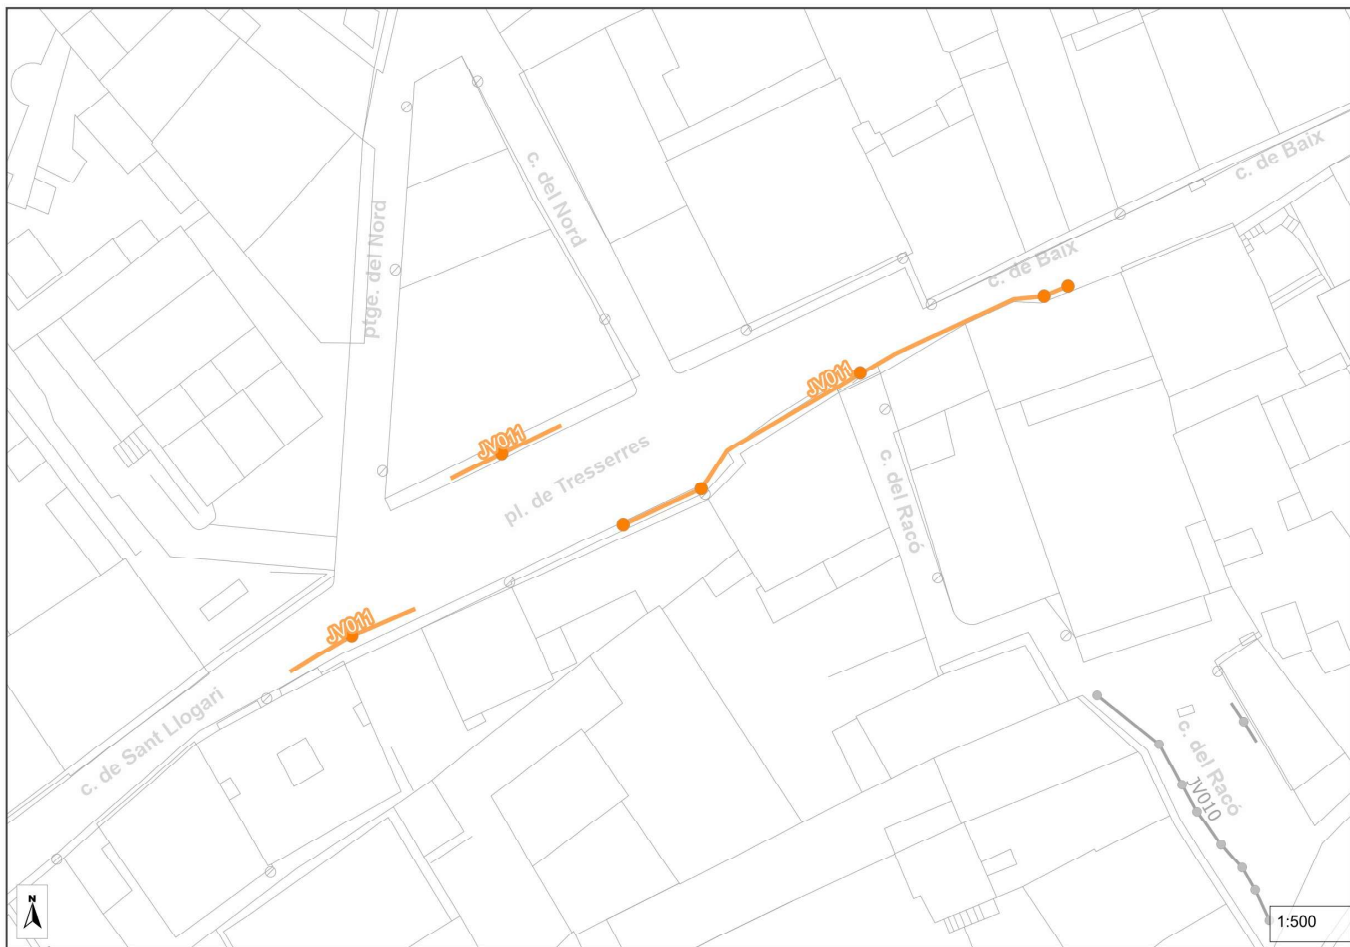 c. de Baix
c. del Nord
ptge. del Nord
c. de Baix
JV011
JV011
pl. de Tresserres
c. del Racó
JV011
c. de Sant Llogari
c. del Racó
JV010
N
1:500